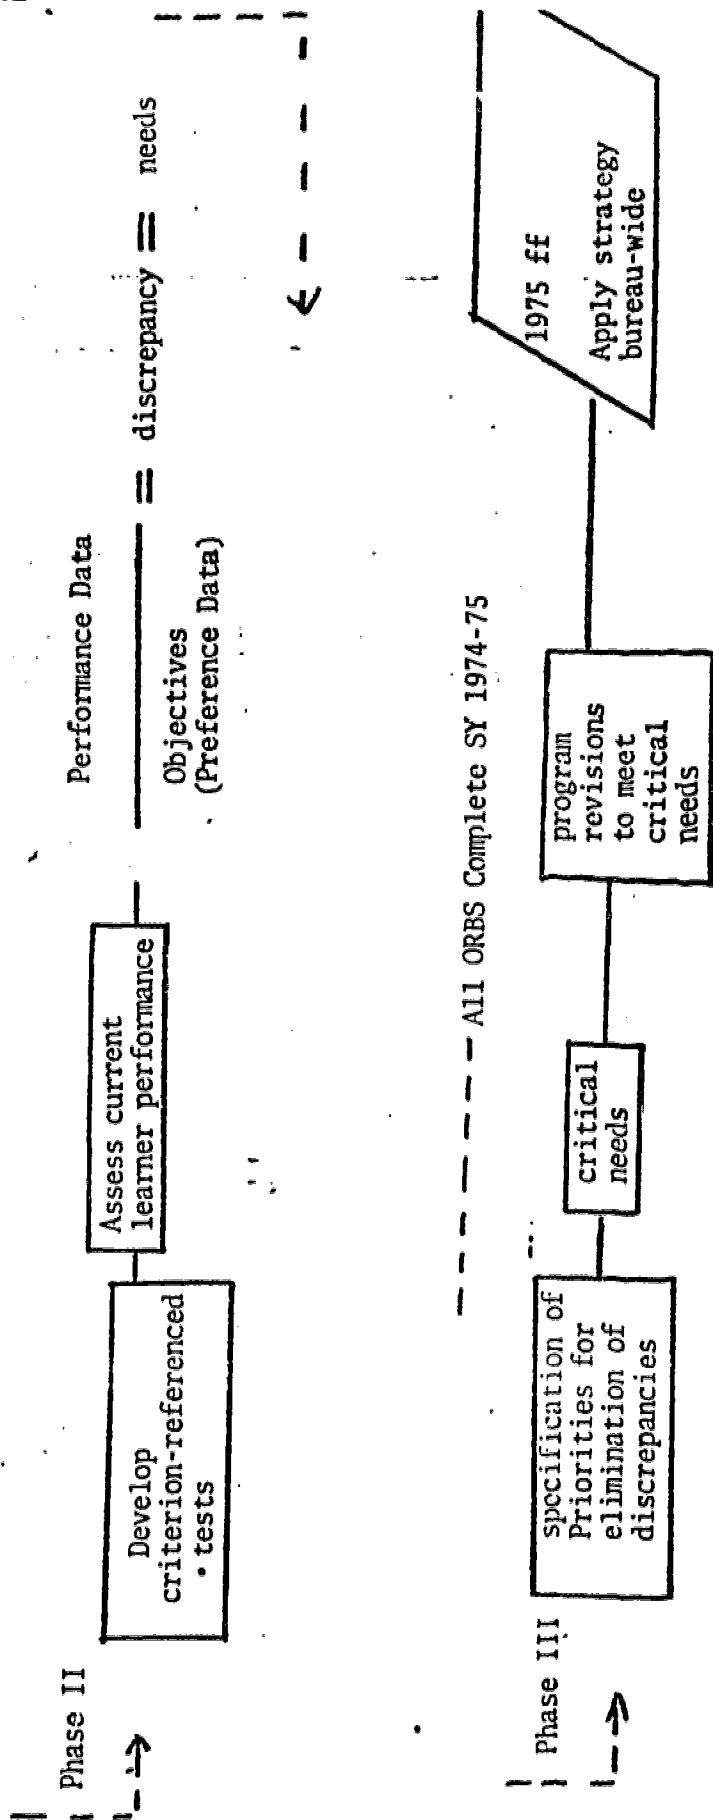 Phase II
Develop
criterion-referenced
tests
Assess current
learner performance
Performance Data
Objectives
(Preference Data)
= discrepancy = needs
All ORBS Complete SY 1974-75
Phase III
specification of
Priorities for
elimination of
discrepancies
critical
needs
program
revisions
to meet
critical
needs
1975 ff
Apply strategy
bureau-wide